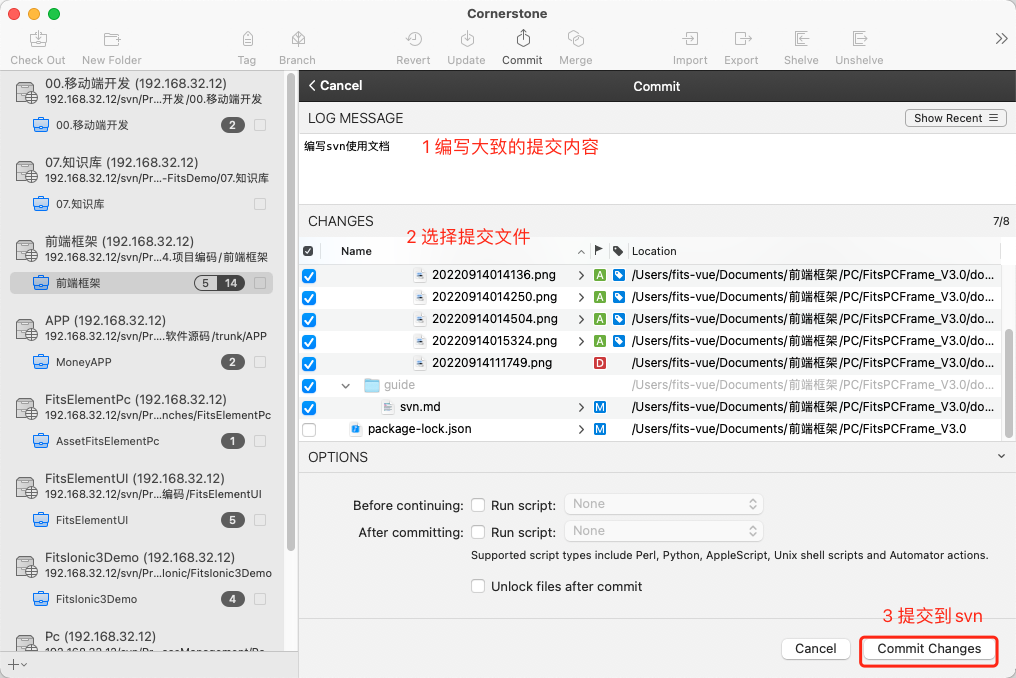 Cornerstone
Check Out
New Folder
Tag
Branch
Revert
Update
Commit
Merge
Import
Export
Shelve
Unshelve
00.移动端开发 (192.168.32.12)
192.168.32.12/svn/Pr...开发/00.移动端开发
00.移动端开发 2
07.知识库 (192.168.32.12)
192.168.32.12/svn/Pr...-FitsDemo/07.知识库
07.知识库
前端框架 (192.168.32.12)
192.168.32.12/svn/Pr...4.项目编码/前端框架
前端框架 5 14
APP (192.168.32.12)
192.168.32.12/svn/Pr...软件源码/trunk/APP
MoneyAPP 2
FitsElementPc (192.168.32.12)
192.168.32.12/svn/Pr...nches/FitsElementPc
AssetFitsElementPc 1
FitsElementUI (192.168.32.12)
192.168.32.12/svn/Pr...编码/FitsElementUI
FitsElementUI 5
FitsIonic3Demo (192.168.32.12)
192.168.32.12/svn/Pr...Ionic/FitsIonic3Demo
FitsIonic3Demo 4
Pc (192.168.32.12)
Cancel
Commit
LOG MESSAGE
Show Recent
编写svn使用文档
1 编写大致的提交内容
CHANGES
7/8
2 选择提交文件
Name Location
20220914014136.png A /Users/fits-vue/Documents/前端框架/PC/FitsPCFrame_V3.0/do...
20220914014250.png A /Users/fits-vue/Documents/前端框架/PC/FitsPCFrame_V3.0/do...
20220914014504.png A /Users/fits-vue/Documents/前端框架/PC/FitsPCFrame_V3.0/do...
20220914015324.png A /Users/fits-vue/Documents/前端框架/PC/FitsPCFrame_V3.0/do...
20220914111749.png D /Users/fits-vue/Documents/前端框架/PC/FitsPCFrame_V3.0/do...
guide /Users/fits-vue/Documents/前端框架/PC/FitsPCFrame_V3.0/do...
svn.md M /Users/fits-vue/Documents/前端框架/PC/FitsPCFrame_V3.0/do...
package-lock.json M /Users/fits-vue/Documents/前端框架/PC/FitsPCFrame_V3.0
OPTIONS
Before continuing: Run script: None
After committing: Run script: None
Supported script types include Perl, Python, AppleScript, Unix shell scripts and Automator actions.
Unlock files after commit
3 提交到svn
Cancel
Commit Changes